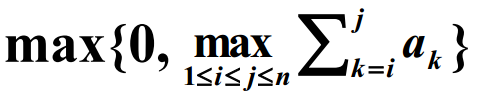 max{0, max_{1≤i≤j≤n} ∑_{k=i}^{j} a_k}